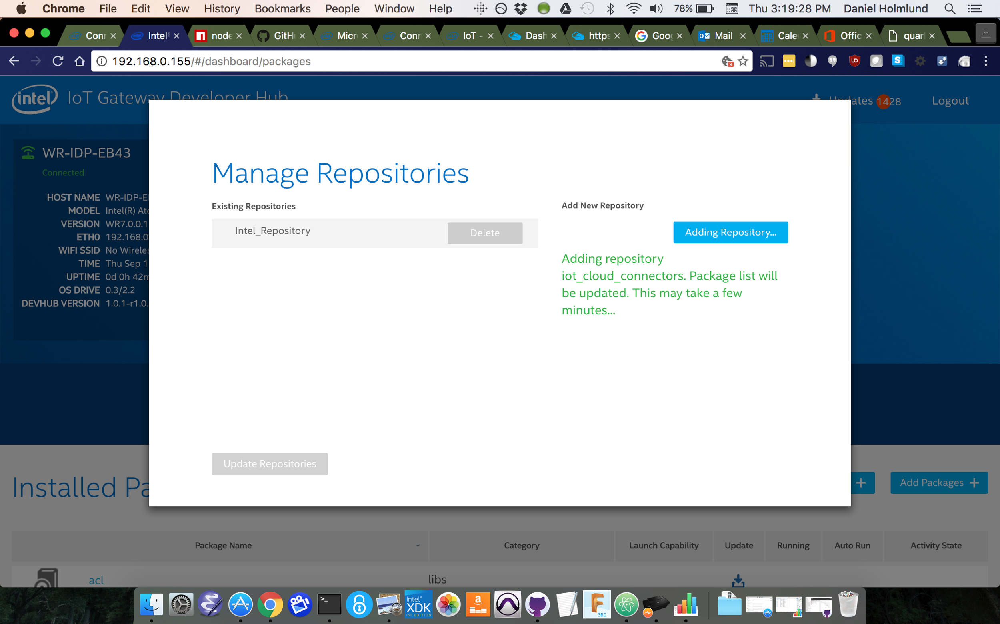 Chrome File Edit View History Bookmarks People Window Help 78% Thu 3:19:28 PM Daniel Holmlund
Conn Intel® node GitHu Micro Conn IoT - Dash https Goog Mail Cale Offic quar
192.168.0.155/#/dashboard/packages
intel IoT Gateway Developer Hub
Updates 1428 Logout
WR-IDP-EB43
Connected
HOST NAME WR-IDP-E
MODEL Intel(R) Ato
VERSION WR7.0.0.1
ETH0 192.168.0
WIFI SSID No Wireles
TIME Thu Sep 1
UPTIME 0d 0h 42m
OS DRIVE 0.3/2.2
DEVHUB VERSION 1.0.1-r1.0.
Manage Repositories
Existing Repositories
Intel_Repository Delete
Update Repositories
Add New Repository
Adding Repository...
Adding repository
iot_cloud_connectors. Package list will
be updated. This may take a few
minutes...
Installed Pa
+ Add Packages +
Package Name Category Launch Capability Update Running Auto Run Activity State
acl libs
Intel®
XDK
IoT EDITION
360